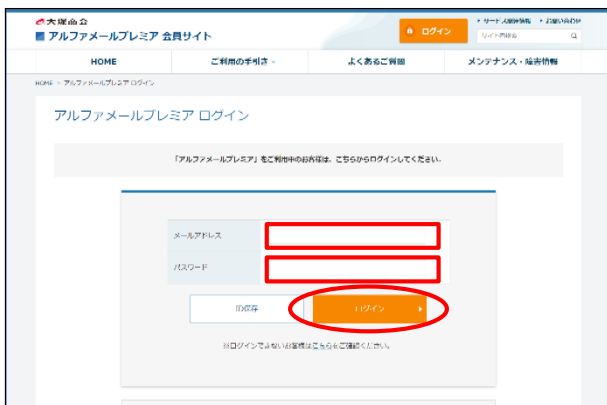 大塚商会
アルファメールプレミア 会員サイト
ログイン
サービス関連情報
お問い合わせ
サイト内検索
HOME
ご利用の手引き
よくあるご質問
メンテナンス・障害情報
HOME > アルファメールプレミア ログイン
アルファメールプレミア ログイン
「アルファメールプレミア」をご利用中のお客様は、こちらからログインしてください。
メールアドレス
パスワード
ID保存
ログイン
※ログインできないお客様はこちらをご確認ください。